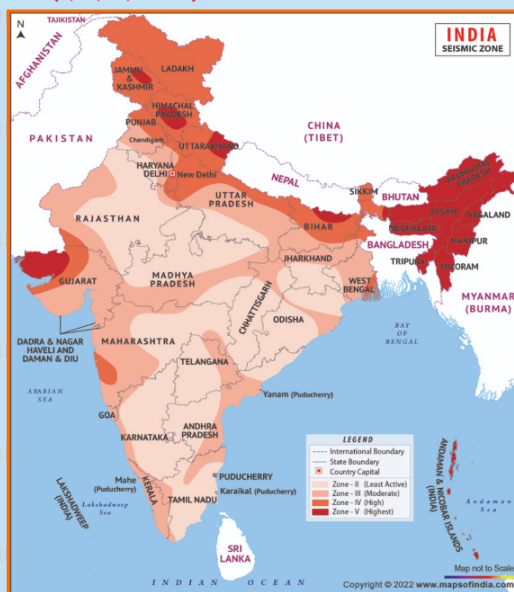 N
TAJIKISTAN
AFGHANISTAN
INDIA
SEISMIC ZONE
LADAKH
JAMMU
&
KASHMIR
HIMACHAL
PRADESH
PUNJAB
CHINA
(TIBET)
PAKISTAN
Chandigarh
UTTARAKHAND
HARYANA
DELHI
New Delhi
NEPAL
ARUNACHAL
PRADESH
SIKKIM
BHUTAN
UTTAR
PRADESH
ASSAM
NAGALAND
RAJASTHAN
BIHAR
MEGHALAYA
BANGLADESH
MANIPUR
JHARKHAND
TRIPURA
MIZORAM
GUJARAT
MADHYA
PRADESH
WEST
BENGAL
CHHATTISGARH
MYANMAR
(BURMA)
ODISHA
DADRA & NAGAR
HAVELI AND
DAMAN & DIU
MAHARASHTRA
BAY
OF
BENGAL
TELANGANA
ARABIAN
SEA
Yanam (Puducherry)
GOA
ANDHRA
PRADESH
KARNATAKA
LEGEND
International Boundary
State Boundary
Country Capital
Zone - II (Least Active)
Zone - III (Moderate)
Zone - IV (High)
Zone - V (Highest)
ANDAMAN & NICOBAR ISLANDS
(INDIA)
Mahe
(Puducherry)
PUDUCHERRY
Karaikal (Puducherry)
LAKSHADWEEP
(INDIA)
Lakshadweep
Sea
KERALA
TAMIL NADU
Andaman
Sea
SRI
LANKA
Map not to Scale
INDIAN OCEAN
Copyright © 2022 www.mapsofindia.com